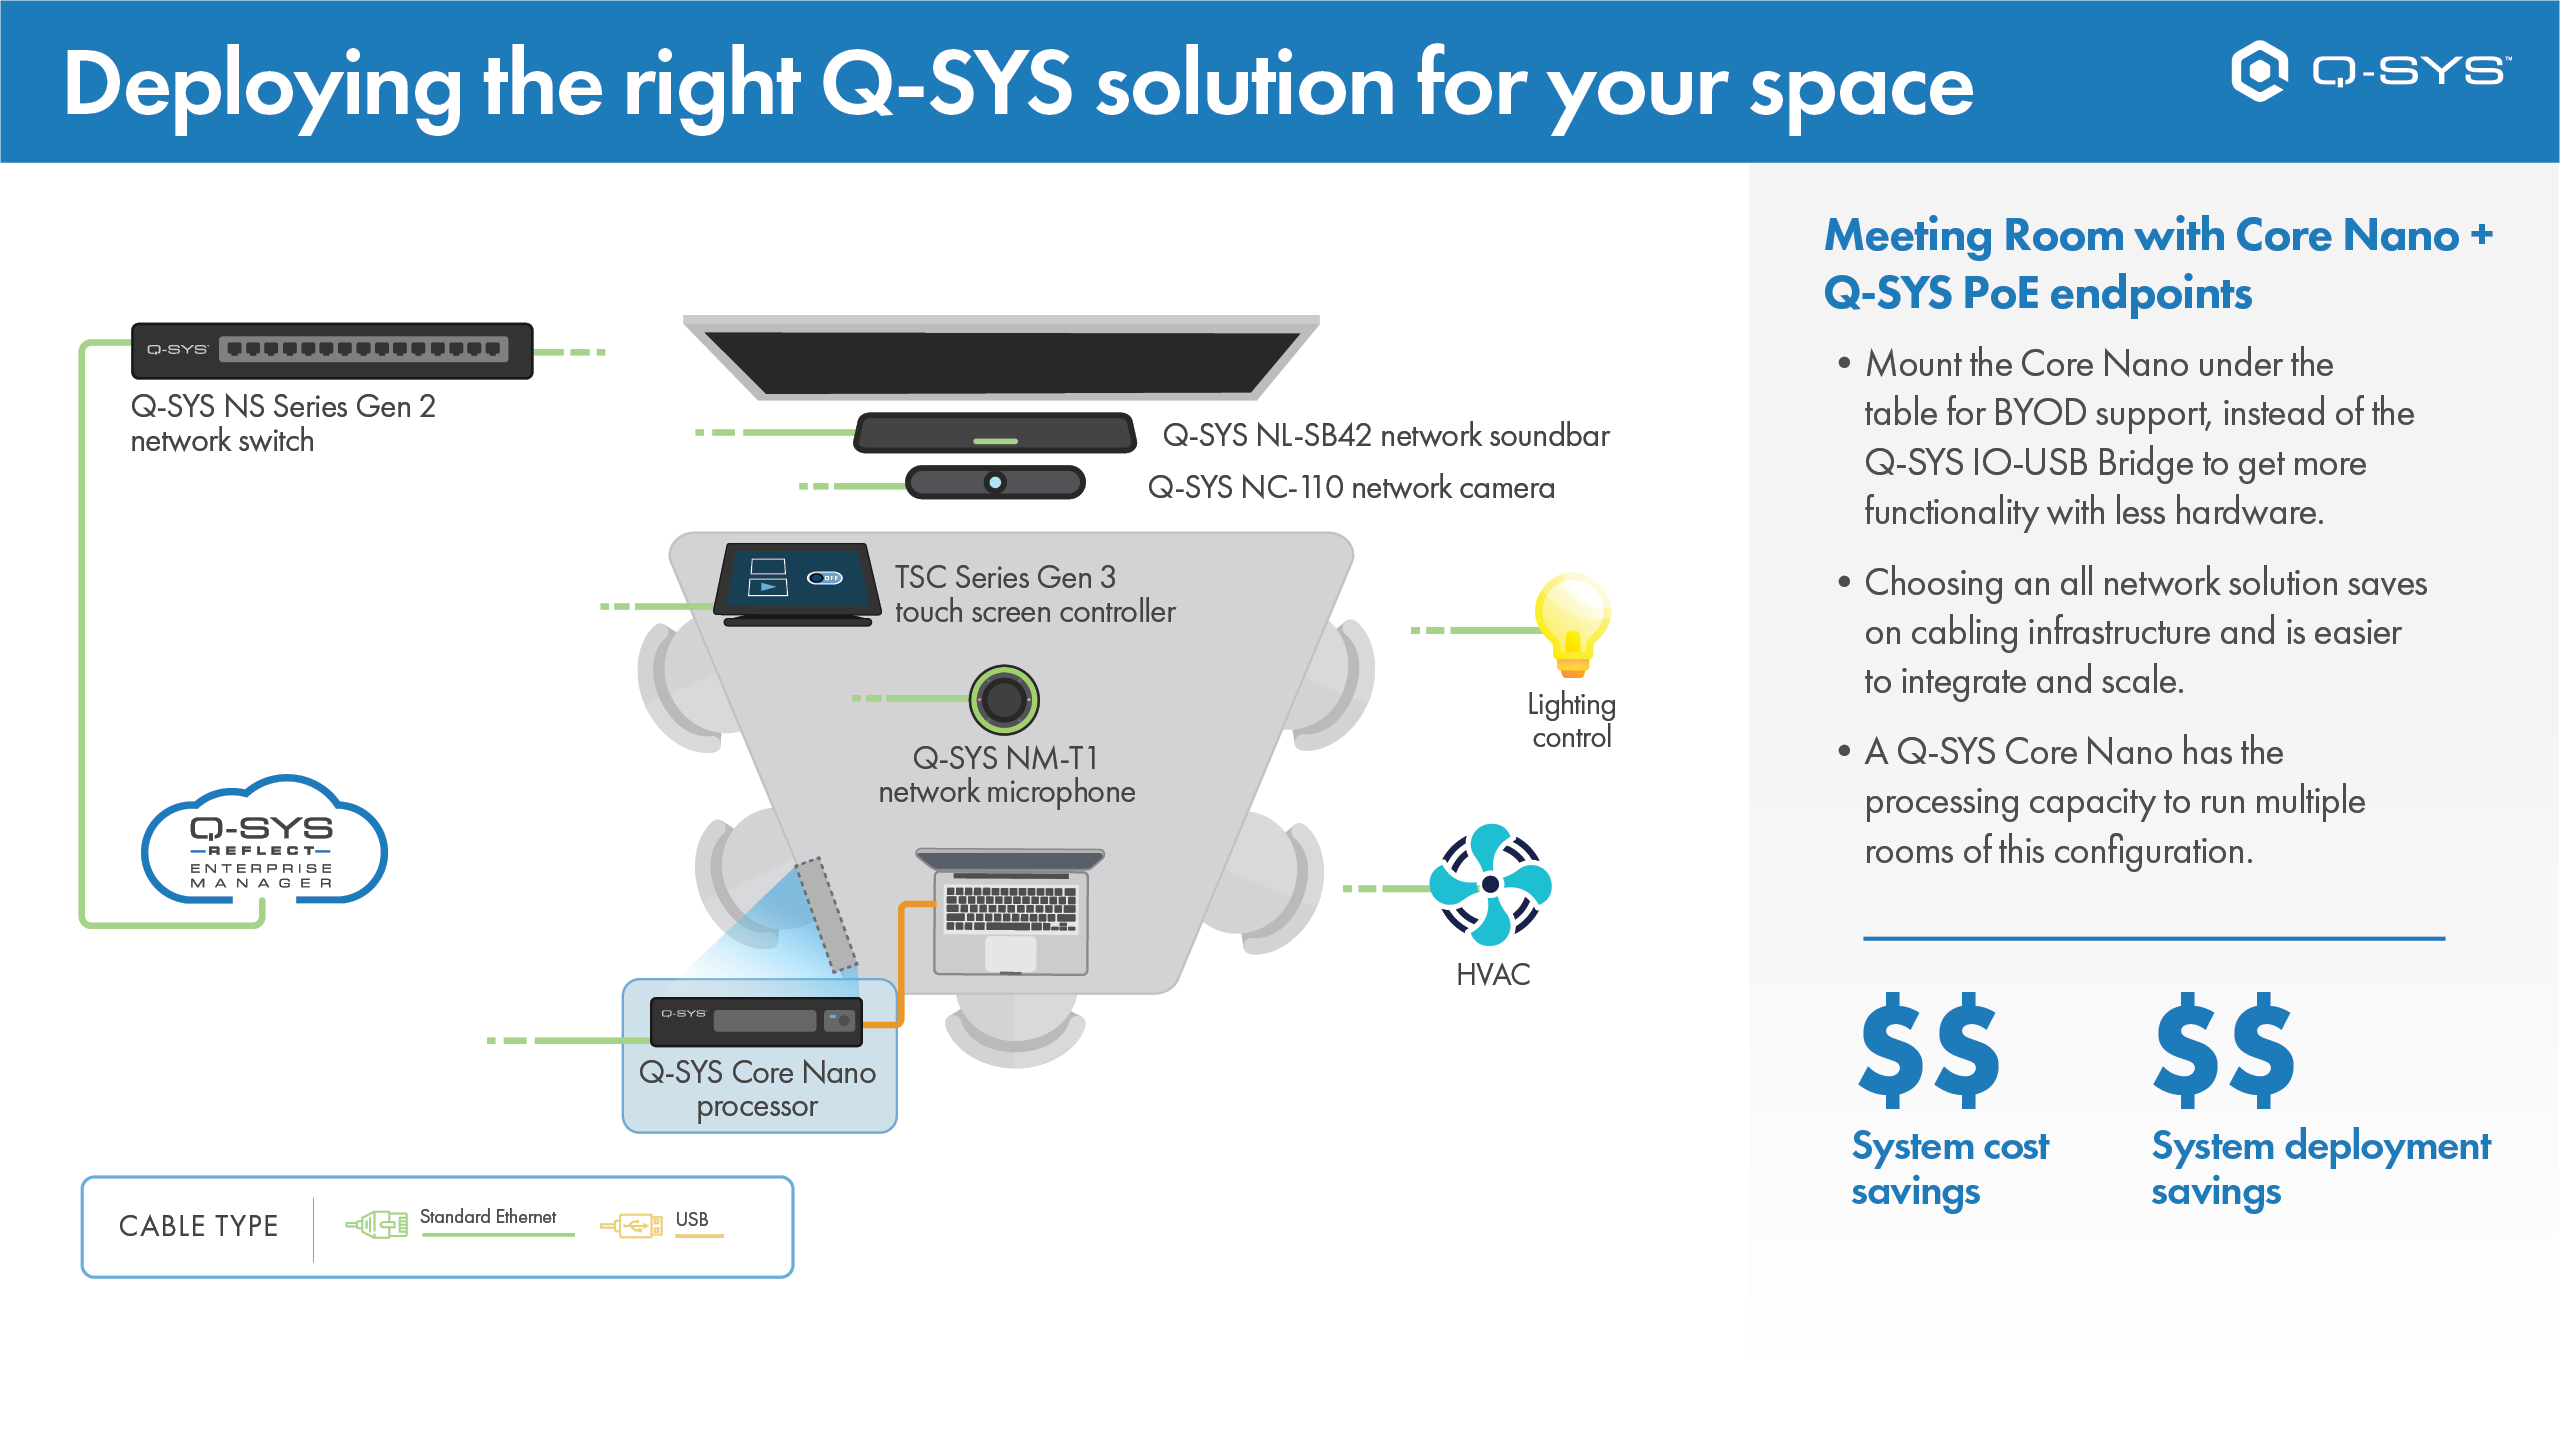 Deploying the right Q-SYS solution for your space
Q-SYS™
Q-SYS
Q-SYS NS Series Gen 2
network switch
Q-SYS NL-SB42 network soundbar
Q-SYS NC-110 network camera
OFF
TSC Series Gen 3
touch screen controller
Q-SYS NM-T1
network microphone
Lighting
control
HVAC
Q-SYS
REFLECT
ENTERPRISE
MANAGER
Q-SYS
Q-SYS Core Nano
processor
CABLE TYPE
Standard Ethernet
USB
Meeting Room with Core Nano +
Q-SYS PoE endpoints
• Mount the Core Nano under the
table for BYOD support, instead of the
Q-SYS IO-USB Bridge to get more
functionality with less hardware.
• Choosing an all network solution saves
on cabling infrastructure and is easier
to integrate and scale.
• A Q-SYS Core Nano has the
processing capacity to run multiple
rooms of this configuration.
$$
System cost
savings
$$
System deployment
savings